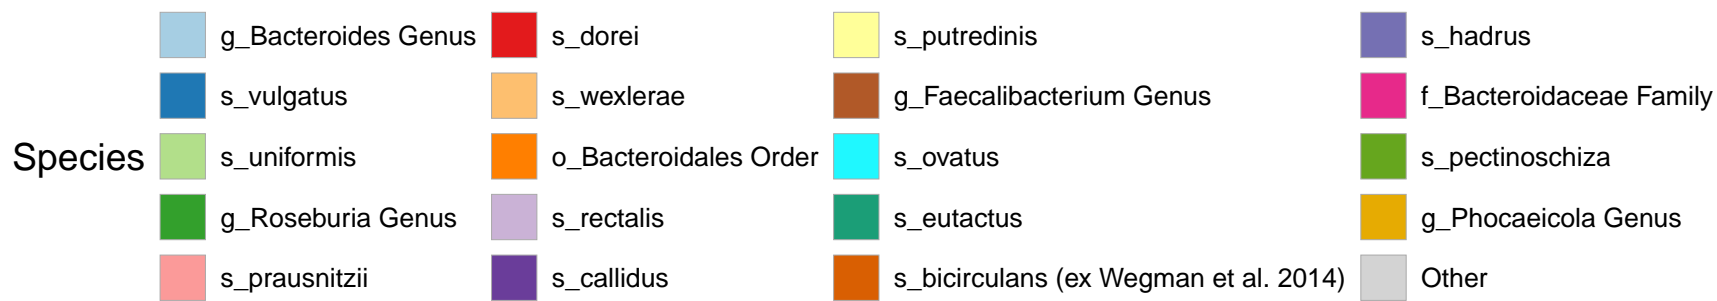 Species
g_Bacteroides Genus
s_vulgatus
s_uniformis
g_Roseburia Genus
s_prausnitzii
s_dorei
s_wexlerae
o_Bacteroidales Order
s_rectalis
s_callidus
s_putredinis
g_Faecalibacterium Genus
s_ovatus
s_eutactus
s_bicirculans (ex Wegman et al. 2014)
s_hadrus
f_Bacteroidaceae Family
s_pectinoschiza
g_Phocaeicola Genus
Other